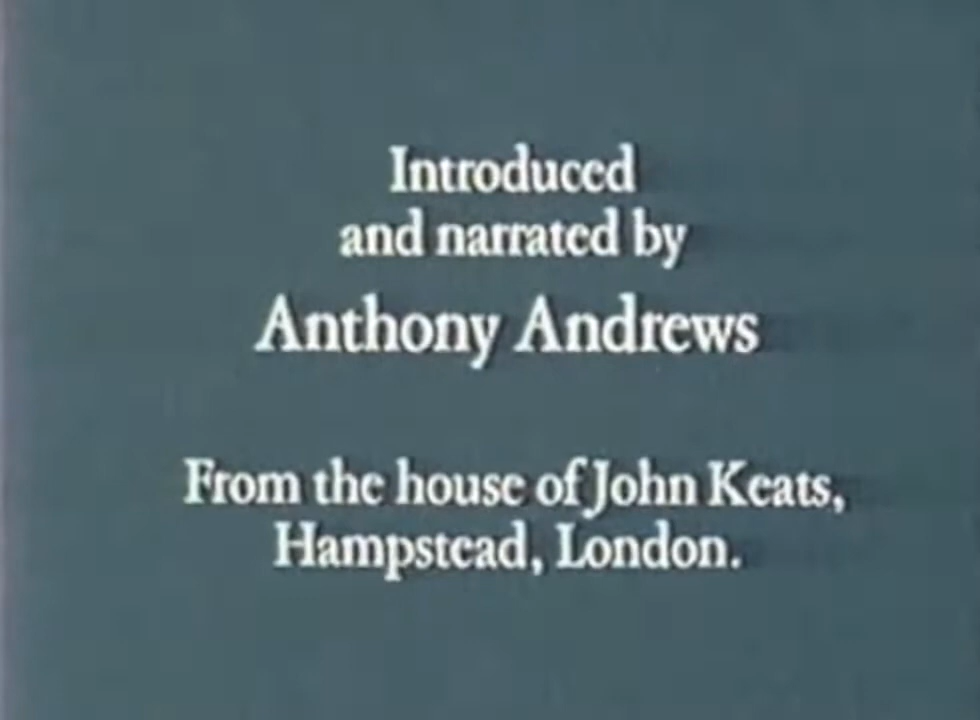 Introduced
and narrated by
Anthony Andrews
From the house of John Keats,
Hampstead, London.